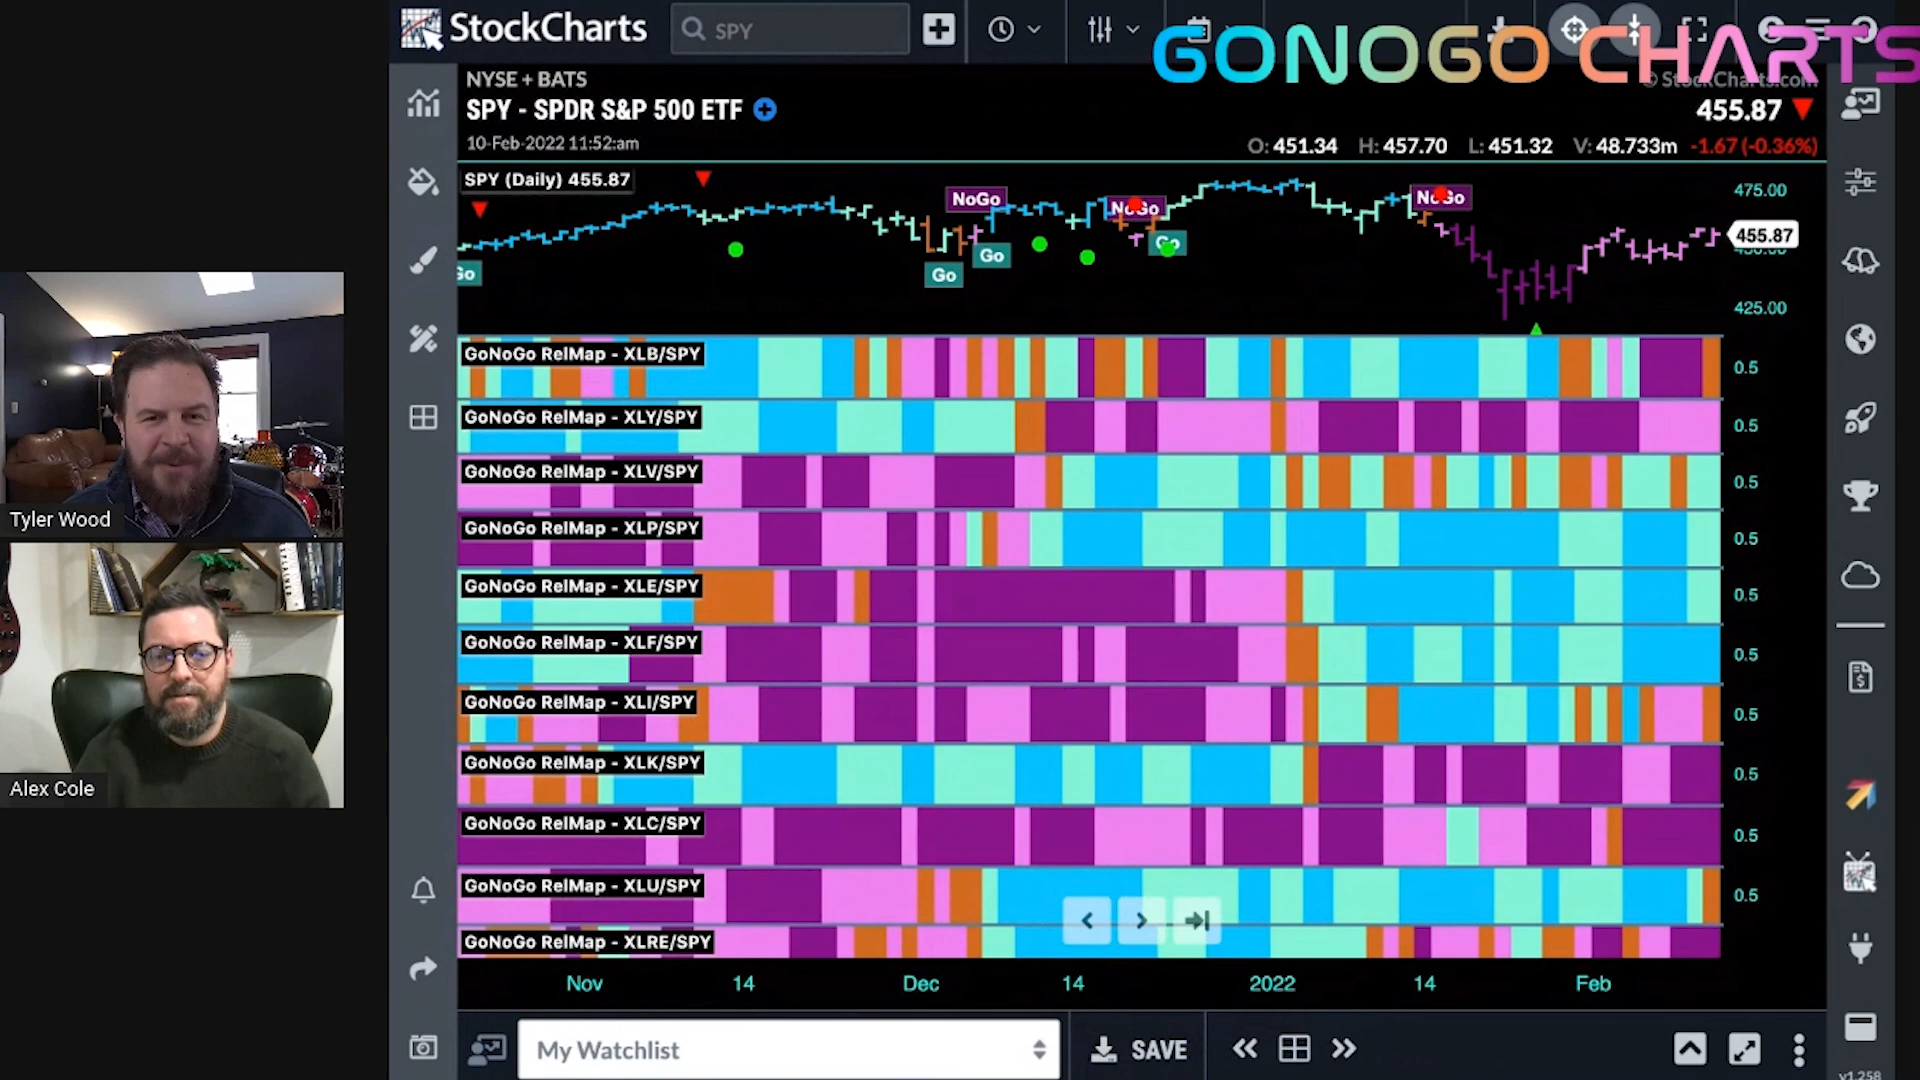 StockCharts
SPY
GONOGO CHARTS
NYSE + BATS
© StockCharts.com
SPY - SPDR S&P 500 ETF
455.87
10-Feb-2022 11:52:am
O: 451.34 H: 457.70 L: 451.32 V: 48.733m -1.67 (-0.36%)
SPY (Daily) 455.87
475.00
NoGo
NoGo
NoGo
455.87
Go
Go
Go
Go
425.00
GoNoGo RelMap - XLB/SPY
0.5
GoNoGo RelMap - XLY/SPY
0.5
GoNoGo RelMap - XLV/SPY
0.5
Tyler Wood
GoNoGo RelMap - XLP/SPY
0.5
GoNoGo RelMap - XLE/SPY
0.5
GoNoGo RelMap - XLF/SPY
0.5
GoNoGo RelMap - XLI/SPY
0.5
GoNoGo RelMap - XLK/SPY
0.5
Alex Cole
GoNoGo RelMap - XLC/SPY
0.5
GoNoGo RelMap - XLU/SPY
0.5
GoNoGo RelMap - XLRE/SPY
Nov 14 Dec 14 2022 14 Feb
My Watchlist
SAVE
v1.258